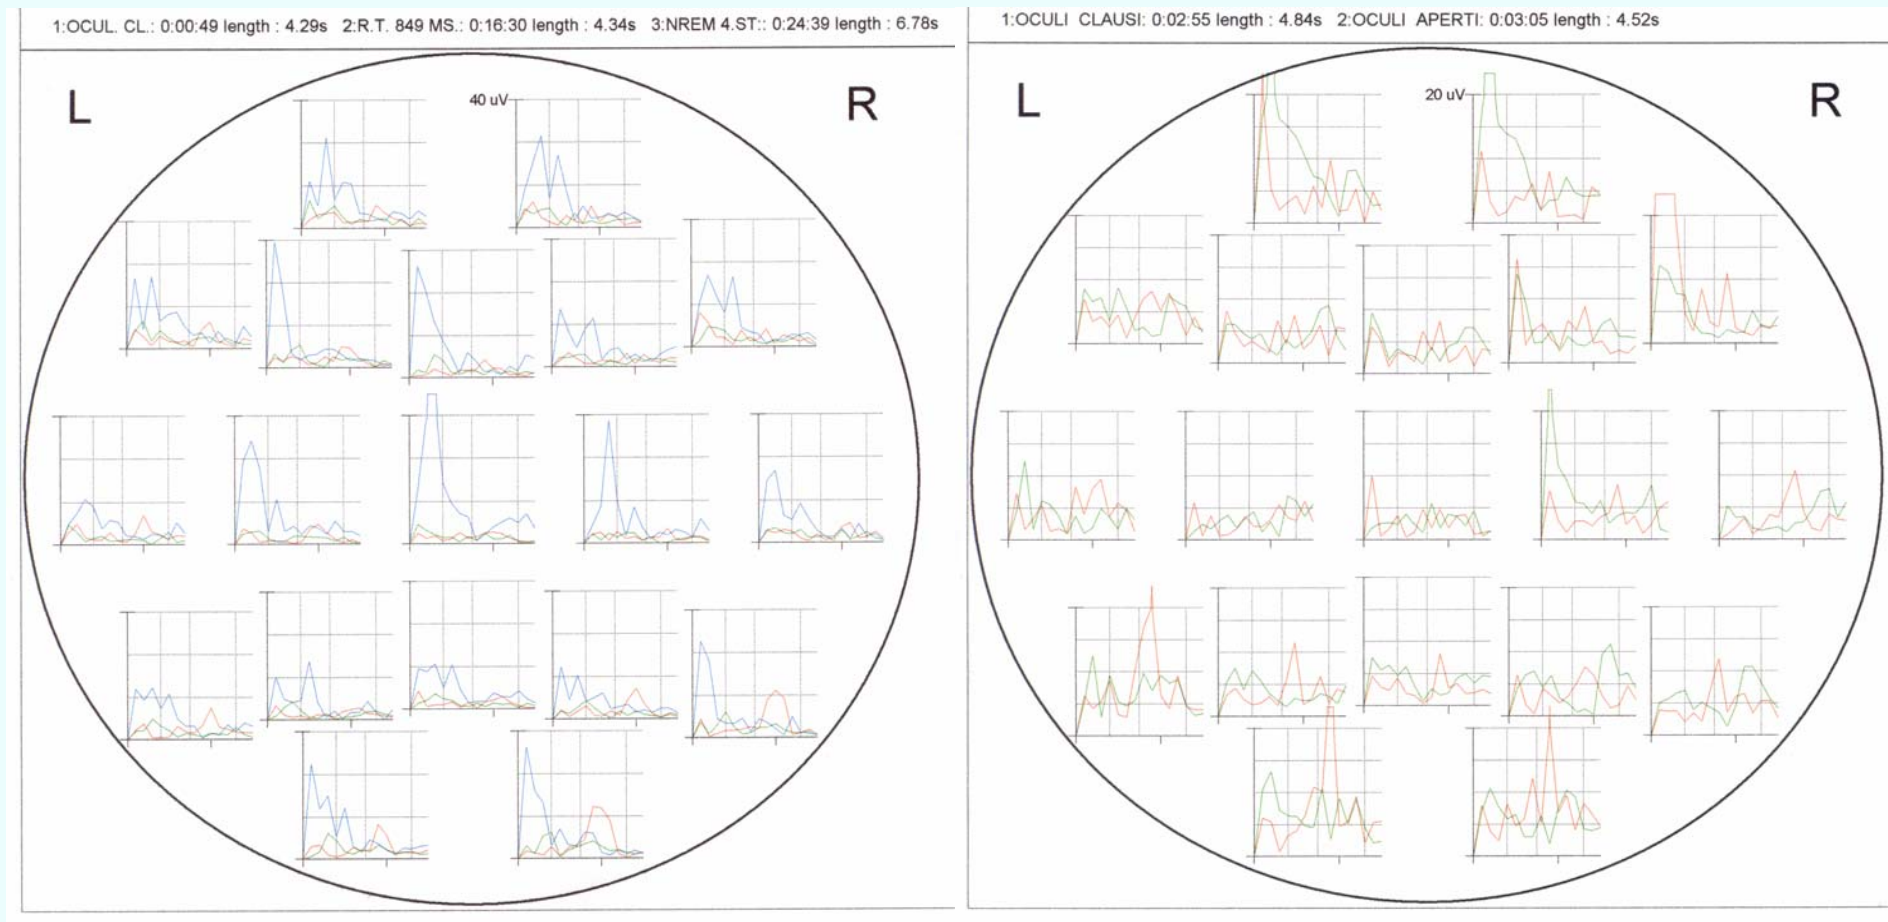 1:OCUL. CL.: 0:00:49 length : 4.29s 2:R.T. 849 MS.: 0:16:30 length : 4.34s 3:NREM 4.ST:: 0:24:39 length : 6.78s
L
R
40 uV
1:OCULI CLAUSI: 0:02:55 length : 4.84s 2:OCULI APERTI: 0:03:05 length : 4.52s
L
R
20 uV